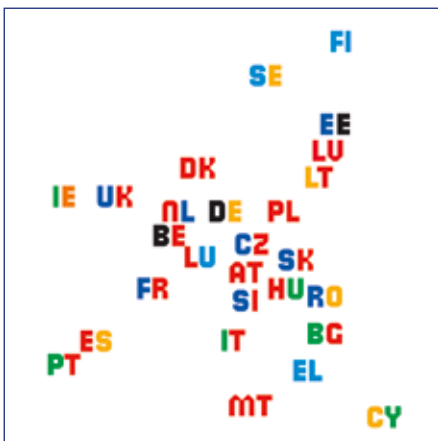 FI
SE
EE
LV
DK
LT
IE UK
NL DE PL
BE
CZ
LU SK
AT
FR HU RO
SI
BG
ES IT
PT
EL
MT
CY